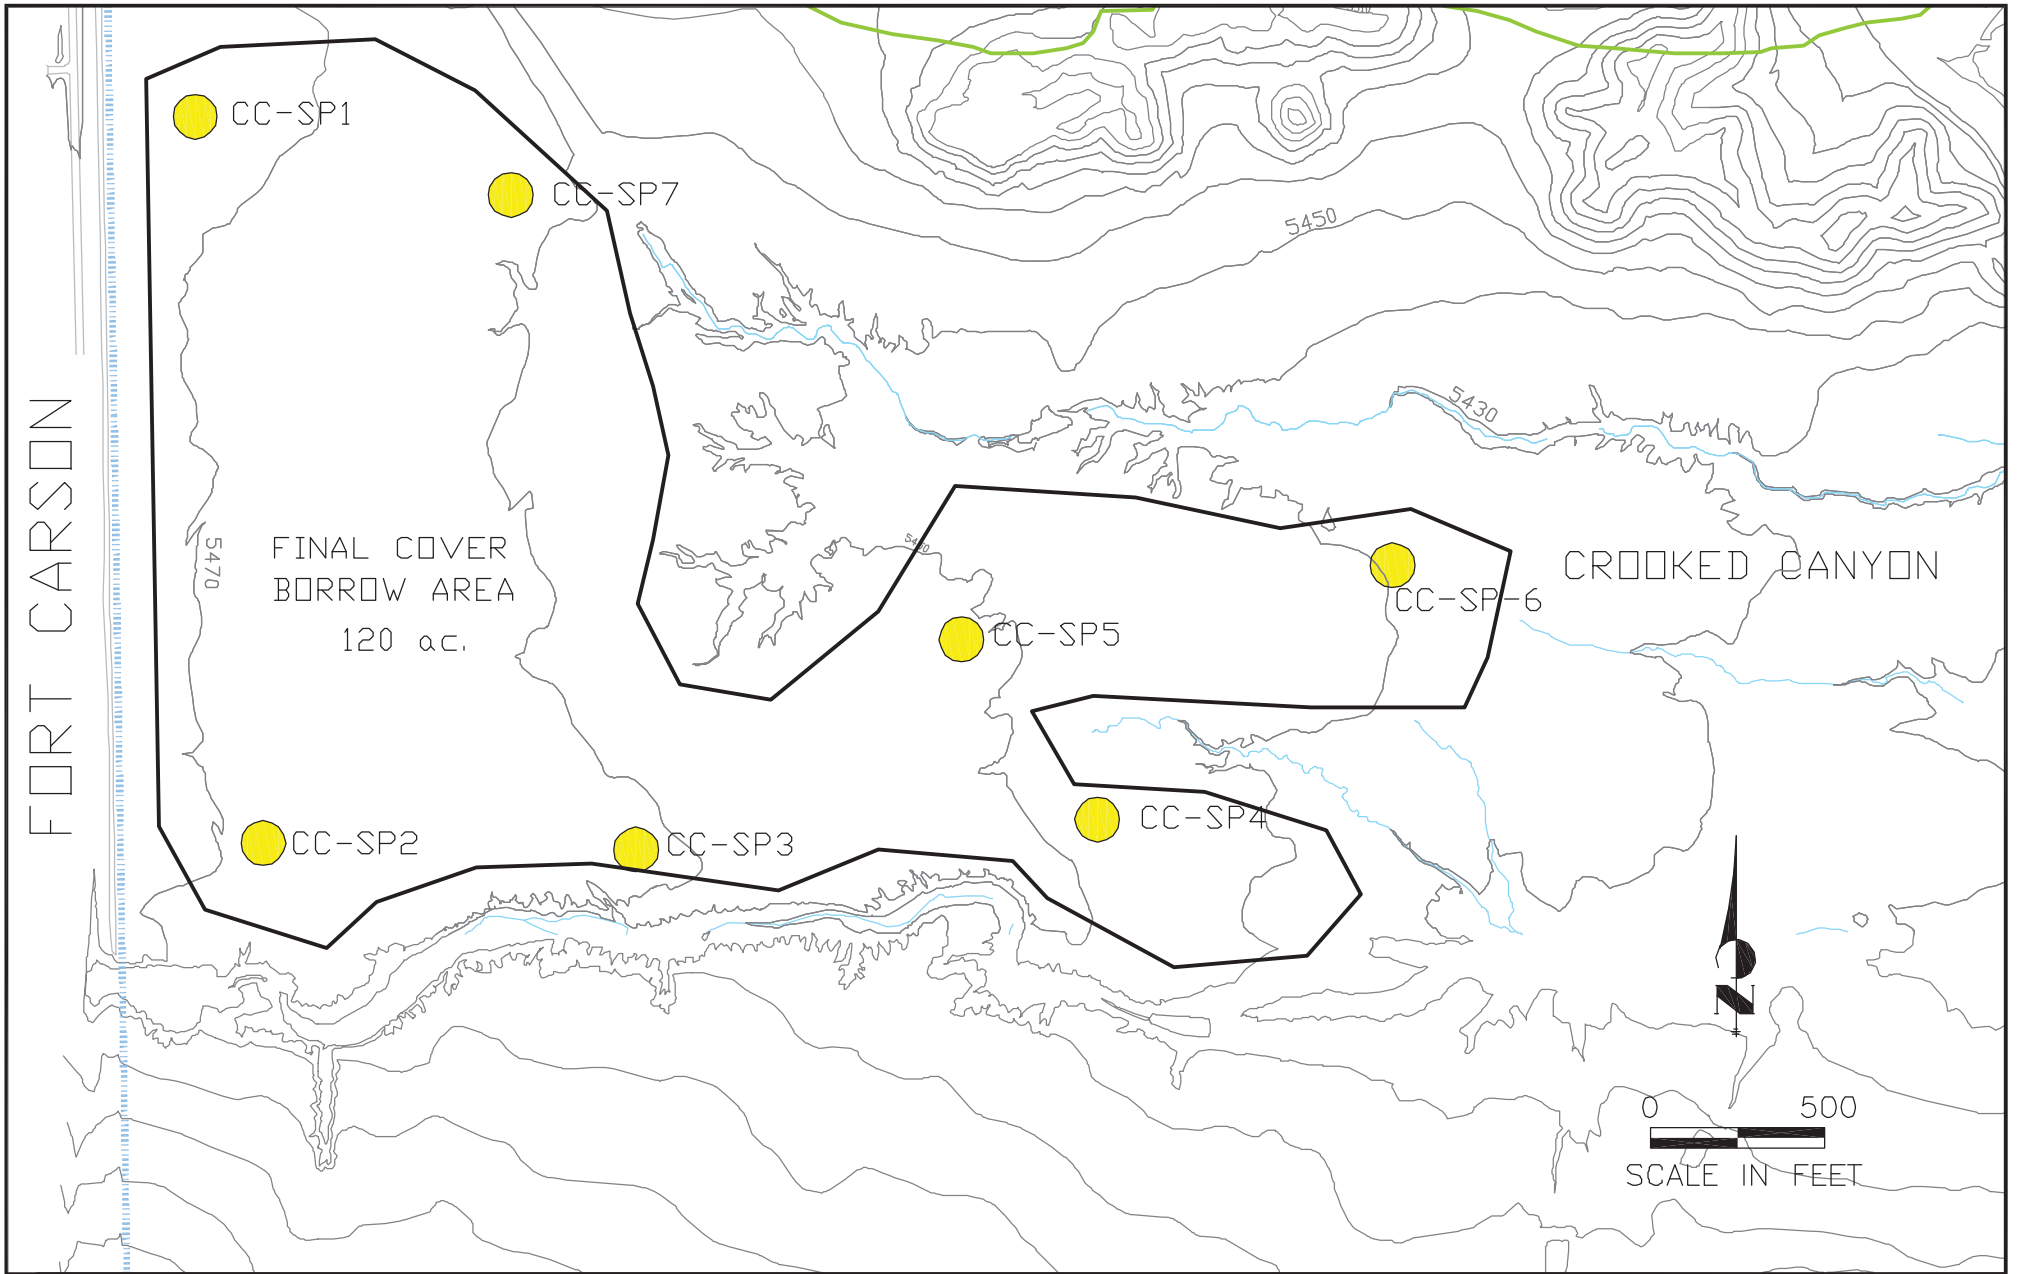 CC-SP1
CC-SP7
5450
5430
FORT CARSON
5470
FINAL COVER
BORROW AREA
120 ac.
CROOKED CANYON
CC-SP-6
CC-SP5
CC-SP4
CC-SP2
CC-SP3
N
0 500
SCALE IN FEET